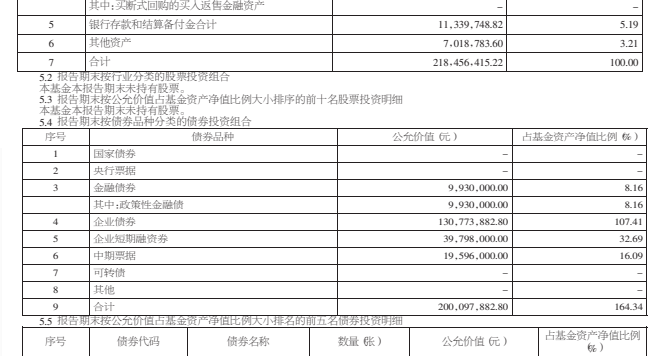 其中:买断式回购的买入返售金融资产 – –
5 银行存款和结算备付金合计 11,339,748.82 5.19
6 其他资产 7,018,783.60 3.21
7 合计 218,456,415.22 100.00
5.2 报告期末按行业分类的股票投资组合
本基金本报告期末未持有股票。
5.3 报告期末按公允价值占基金资产净值比例大小排序的前十名股票投资明细
本基金本报告期末未持有股票。
5.4 报告期末按债券品种分类的债券投资组合
序号 债券品种 公允价值(元) 占基金资产净值比例(%)
1 国家债券 – –
2 央行票据 – –
3 金融债券 9,930,000.00 8.16
其中:政策性金融债 9,930,000.00 8.16
4 企业债券 130,773,882.80 107.41
5 企业短期融资券 39,798,000.00 32.69
6 中期票据 19,596,000.00 16.09
7 可转债 – –
8 其他 – –
9 合计 200,097,882.80 164.34
5.5 报告期末按公允价值占基金资产净值比例大小排名的前五名债券投资明细
序号 债券代码 债券名称 数量(张) 公允价值(元) 占基金资产净值比例
(%)